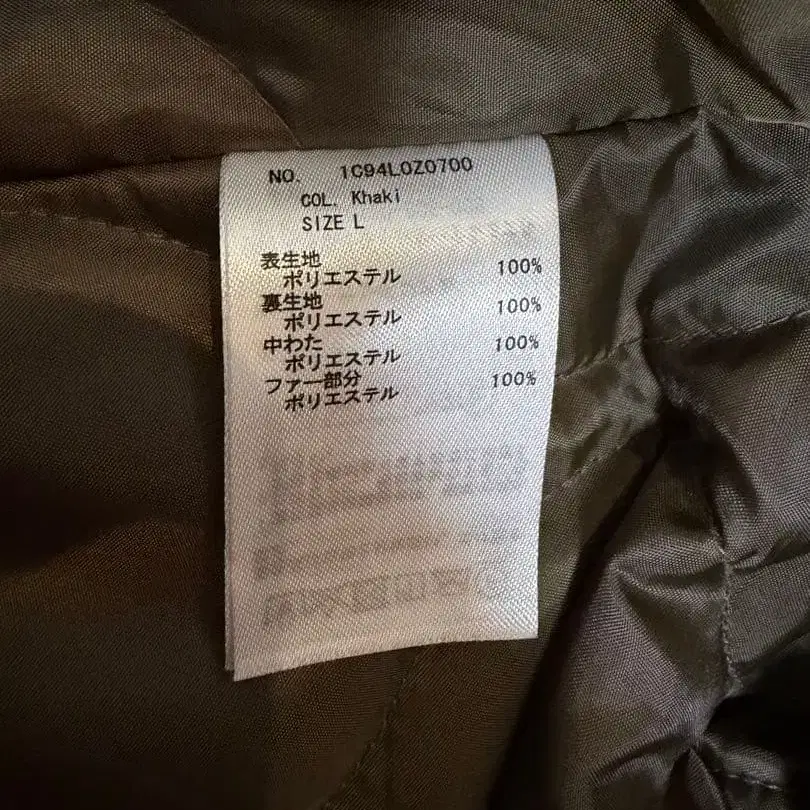 NO. 1C94L0Z0700
COL. Khaki
SIZE L
表生地
ポリエステル 100%
裏生地
ポリエステル 100%
中わた
ポリエステル 100%
ファー部分
ポリエステル 100%